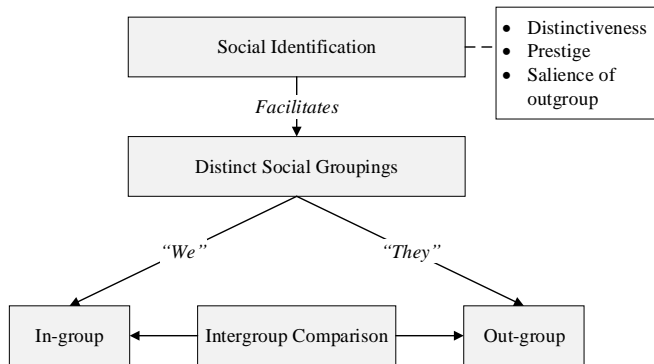 Social Identification
• Distinctiveness
• Prestige
• Salience of
outgroup
Facilitates
Distinct Social Groupings
“We”
“They”
In-group
Intergroup Comparison
Out-group